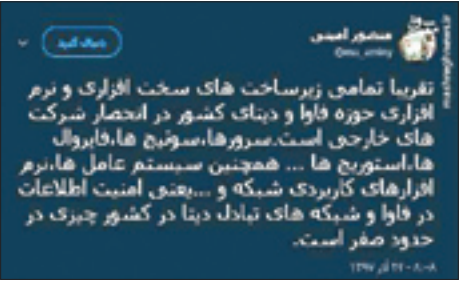 منصور امینی
دنبال کنید
تقریبا تمامی زیرساخت های سخت افزاری و نرم
افزاری حوزه فاوا و دیتای کشور در انحصار شرکت
های خارجی است.سرورها،سوئیچ ها،فایروال
ها،استوریج ها ... همچنین سیستم عامل ها،نرم
افزارهای کاربردی شبکه و ...یعنی امنیت اطلاعات
در فاوا و شبکه های تبادل دیتا در کشور چیزی در
حدود صفر است.